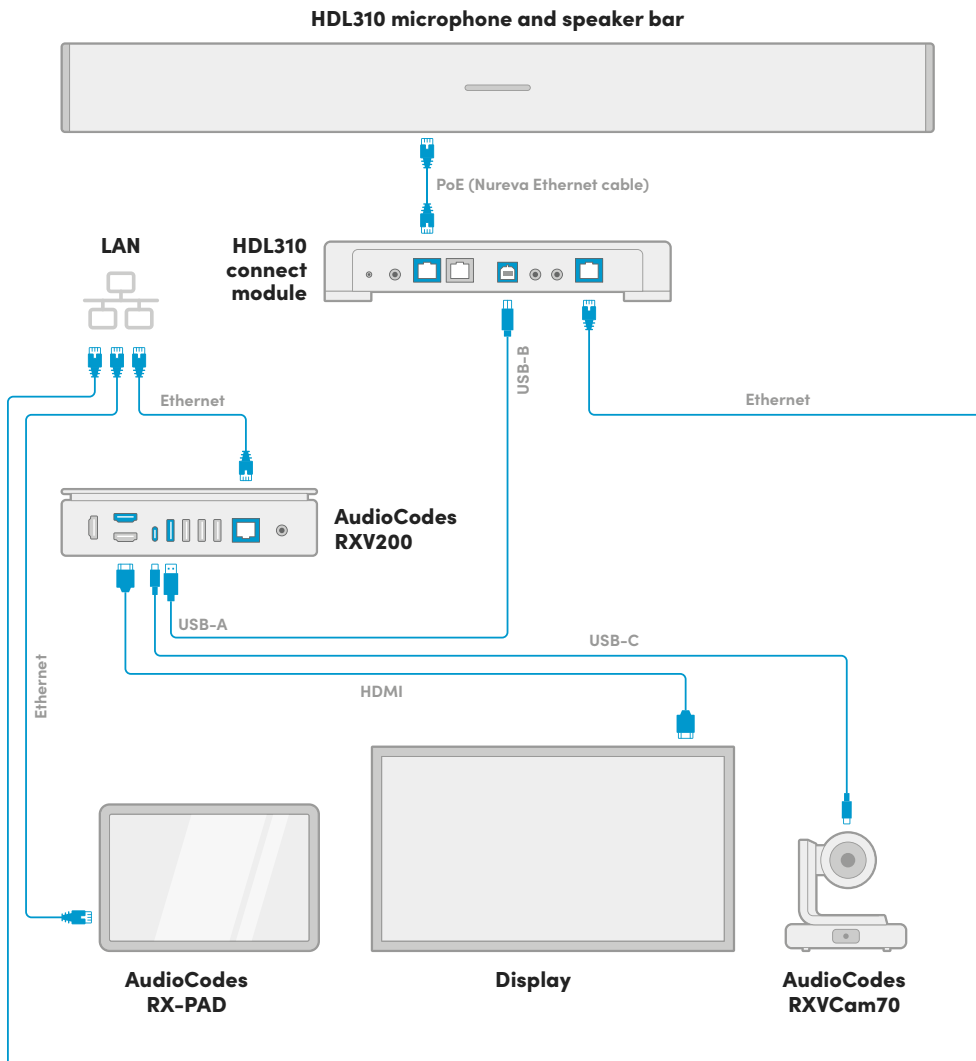 HDL310 microphone and speaker bar
PoE (Nureva Ethernet cable)
LAN
HDL310
connect
module
USB-B
Ethernet
Ethernet
AudioCodes
RXV200
USB-A
USB-C
Ethernet
HDMI
AudioCodes
RX-PAD
Display
AudioCodes
RXVCam70